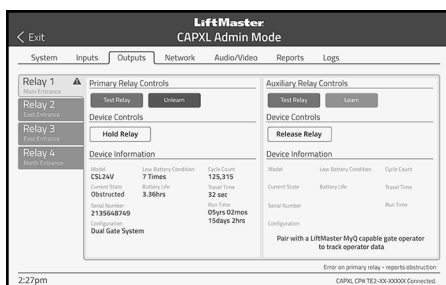 LiftMaster
Exit
CAPXL Admin Mode
System Inputs Outputs Network Audio/Video Reports Logs
Relay 1
Main Entrance
Relay 2
East Entrance
Relay 3
East Entrance
Relay 4
North Entrance
Primary Relay Controls
Test Relay Unlearn
Device Controls
Hold Relay
Device Information
Model Low Battery Condition Cycle Count
CSL24V 7 Times 125,315
Current State Battery Life Travel Time
Obstructed 3.36hrs 32 sec
Serial Number Run Time
2135648749 05yrs 02mos
15days 2hrs
Configuration
Dual Gate System
Auxiliary Relay Controls
Test Relay Learn
Device Controls
Release Relay
Device Information
Model Low Battery Condition Cycle Count
Current State Battery Life Travel Time
Serial Number Run Time
Configuration
Pair with a LiftMaster MyQ capable gate operator
to track operator data
Error on primary relay - reports obstruction
2:27pm
CAPXL CP# TE2-XX-XXXXX Connected.